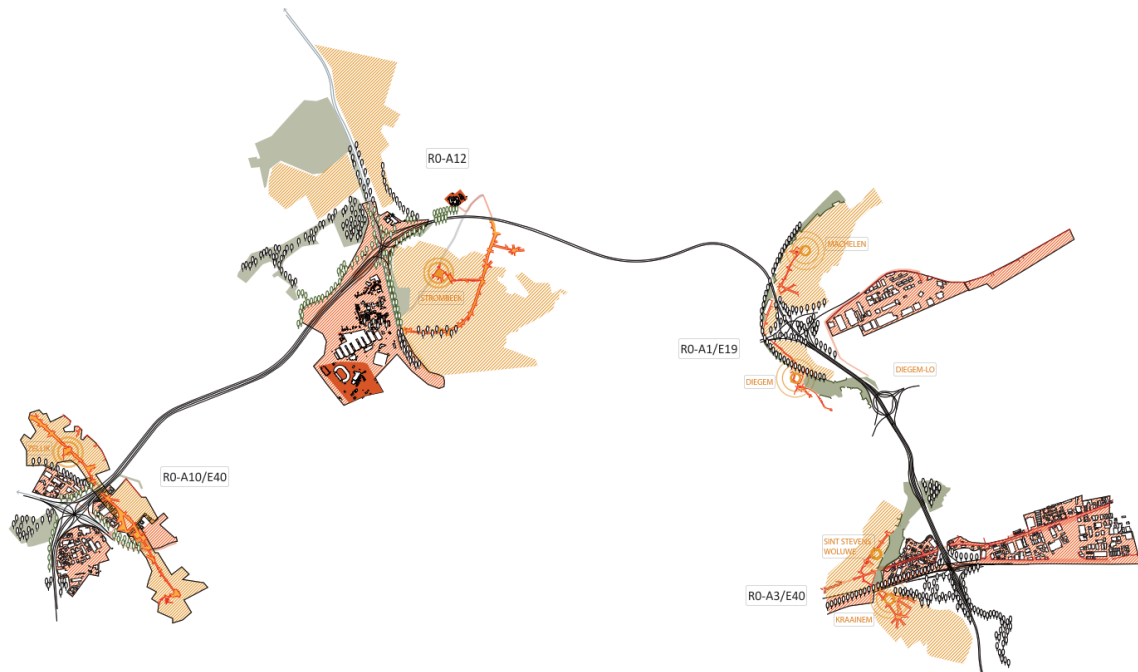 R0-A12
MACHELEN
STROMBEEK
R0-A1/E19
DIEGEM
DIEGEM-LO
ZELLIK
R0-A10/E40
SINT STEVENS
WOLUWE
R0-A3/E40
KRAAINEM